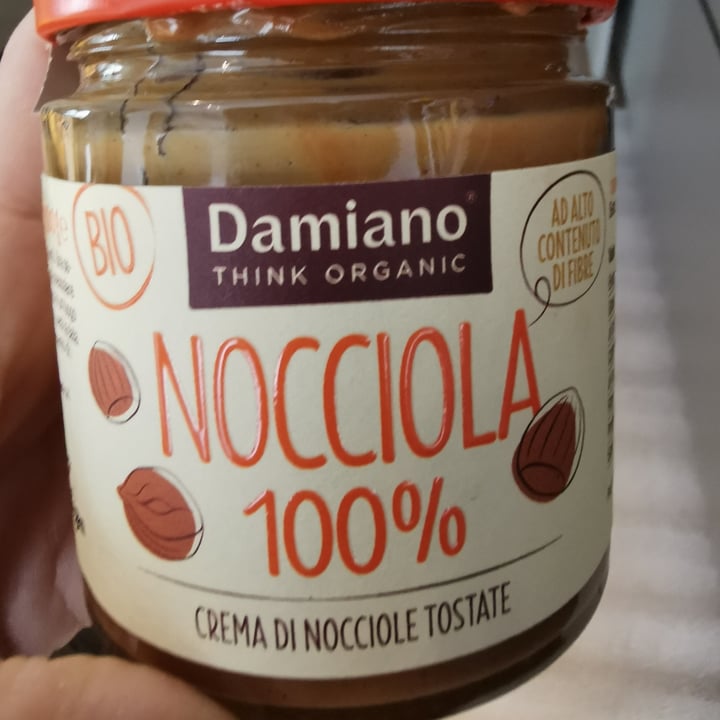 BIO
Damiano®
THINK ORGANIC
AD ALTO
CONTENUTO
DI FIBRE
NOCCIOLA
100%
CREMA DI NOCCIOLE TOSTATE